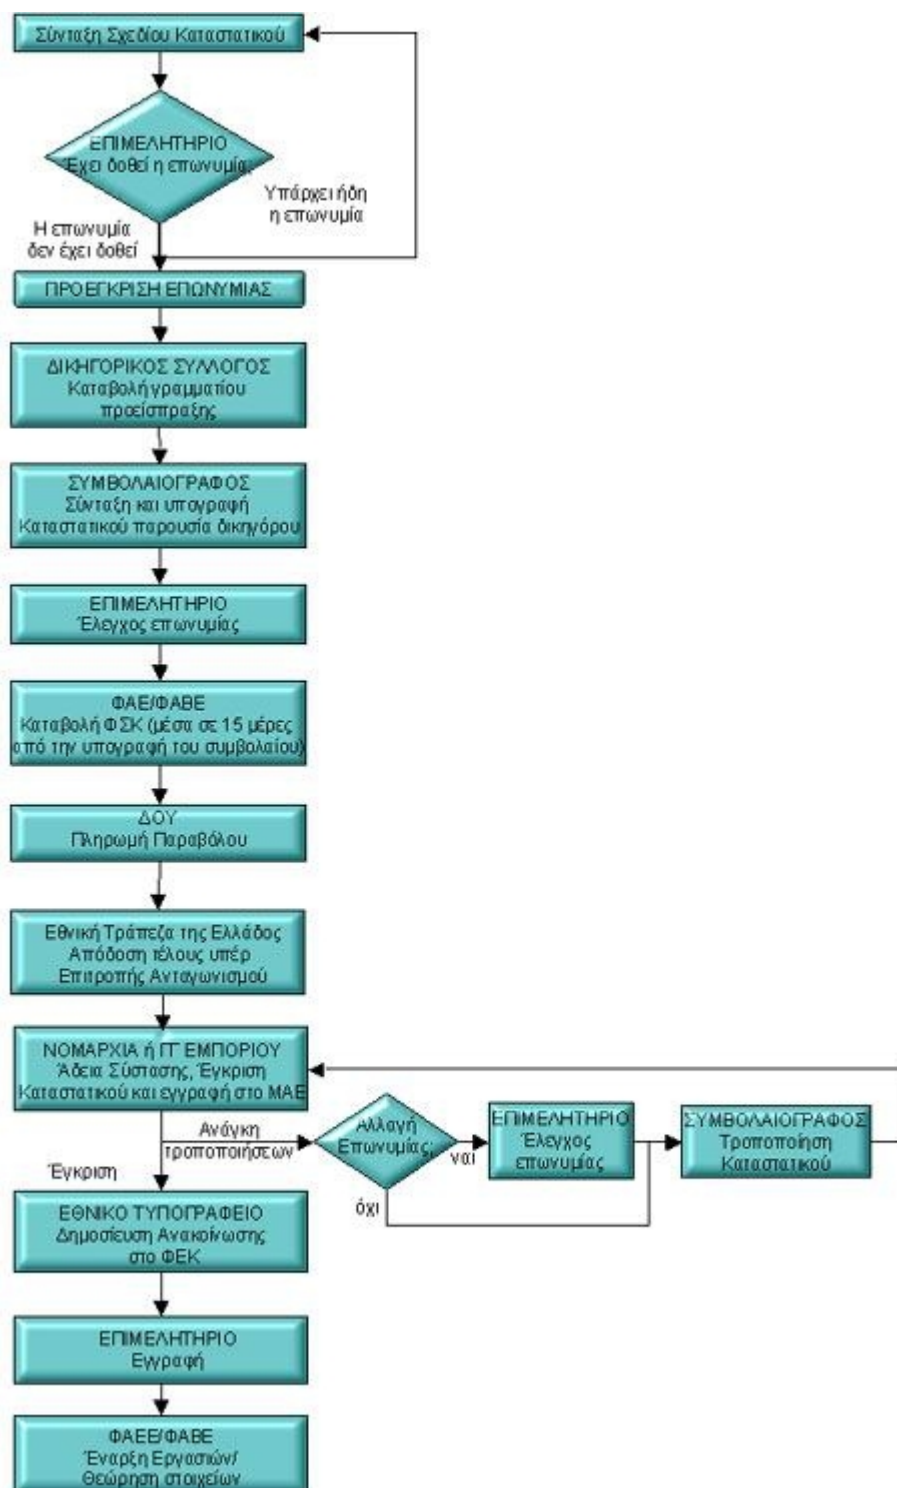 Σύνταξη Σχεδίου Καταστατικού
ΕΠΙΜΕΛΗΤΗΡΙΟ
Έχει δοθεί η επωνυμία;
Υπάρχει ήδη
η επωνυμία
Η επωνυμία
δεν έχει δοθεί
ΠΡΟΕΓΚΡΙΣΗ ΕΠΩΝΥΜΙΑΣ
ΔΙΚΗΓΟΡΙΚΟΣ ΣΥΛΛΟΓΟΣ
Καταβολή γραμματίου
προείσπραξης
ΣΥΜΒΟΛΑΙΟΓΡΑΦΟΣ
Σύνταξη και υπογραφή
Καταστατικού παρουσία δικηγόρου
ΕΠΙΜΕΛΗΤΗΡΙΟ
Έλεγχος επωνυμίας
ΦΑΕ/ΦΑΒΕ
Καταβολή ΦΣΚ (μέσα σε 15 μέρες
από την υπογραφή του συμβολαίου)
ΔΟΥ
Πληρωμή Παραβόλου
Εθνική Τράπεζα της Ελλάδος
Απόδοση τέλους υπέρ
Επιτροπής Ανταγωνισμού
ΝΟΜΑΡΧΙΑ ή ΓΓ ΕΜΠΟΡΙΟΥ
Άδεια Σύστασης, Έγκριση
Καταστατικού και εγγραφή στο ΜΑΕ
Ανάγκη
τροποποιήσεων
Αλλαγή
Επωνυμίας;
ναι
όχι
ΕΠΙΜΕΛΗΤΗΡΙΟ
Έλεγχος
επωνυμίας
ΣΥΜΒΟΛΑΙΟΓΡΑΦΟΣ
Τροποποίηση
Καταστατικού
Έγκριση
ΕΘΝΙΚΟ ΤΥΠΟΓΡΑΦΕΙΟ
Δημοσίευση Ανακοίνωσης
στο ΦΕΚ
ΕΠΙΜΕΛΗΤΗΡΙΟ
Εγγραφή
ΦΑΕΕ/ΦΑΒΕ
Έναρξη Εργασιών/
Θεώρηση στοιχείων